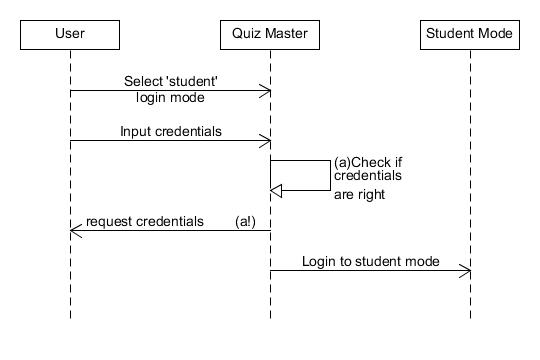 User
Quiz Master
Student Mode
Select 'student'
login mode
Input credentials
(a)Check if
credentials
are right
request credentials (a!)
Login to student mode